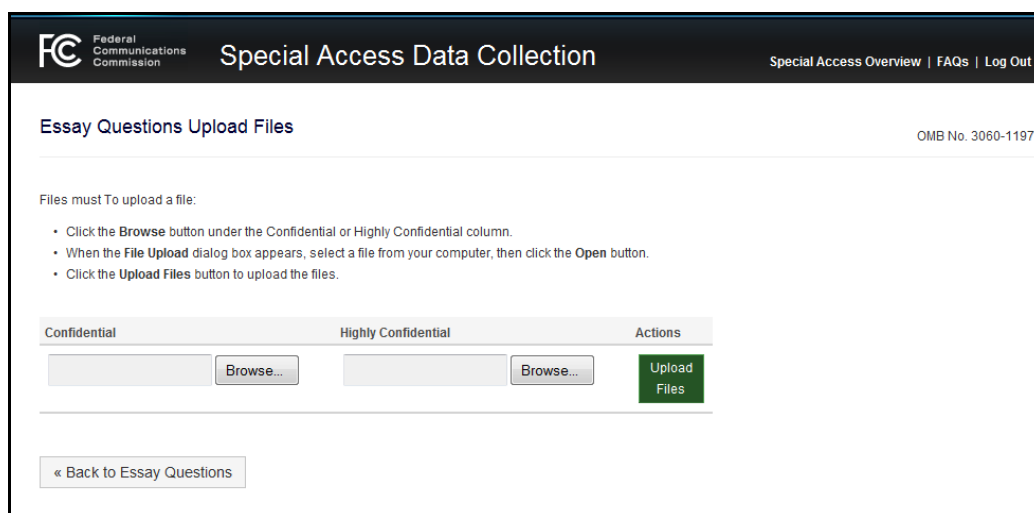 FCC
Federal
Communications
Commission
Special Access Data Collection
Special Access Overview | FAQs | Log Out
Essay Questions Upload Files
OMB No. 3060-1197
Files must To upload a file:
• Click the Browse button under the Confidential or Highly Confidential column.
• When the File Upload dialog box appears, select a file from your computer, then click the Open button.
• Click the Upload Files button to upload the files.
Confidential Highly Confidential Actions
Browse... Browse... Upload
Files
« Back to Essay Questions